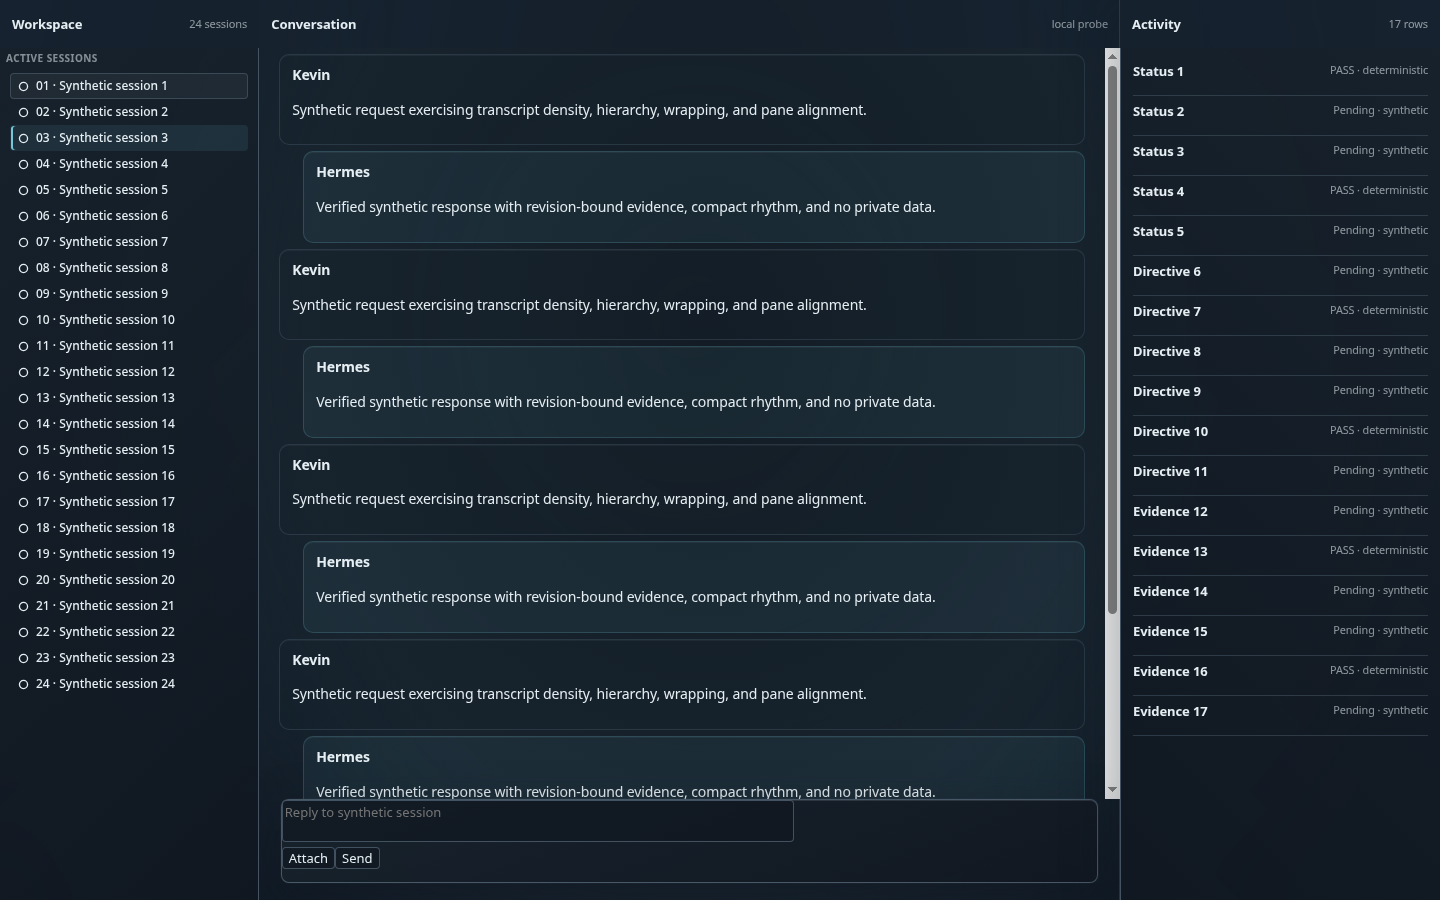 Workspace
24 sessions
ACTIVE SESSIONS
01 · Synthetic session 1
02 · Synthetic session 2
03 · Synthetic session 3
04 · Synthetic session 4
05 · Synthetic session 5
06 · Synthetic session 6
07 · Synthetic session 7
08 · Synthetic session 8
09 · Synthetic session 9
10 · Synthetic session 10
11 · Synthetic session 11
12 · Synthetic session 12
13 · Synthetic session 13
14 · Synthetic session 14
15 · Synthetic session 15
16 · Synthetic session 16
17 · Synthetic session 17
18 · Synthetic session 18
19 · Synthetic session 19
20 · Synthetic session 20
21 · Synthetic session 21
22 · Synthetic session 22
23 · Synthetic session 23
24 · Synthetic session 24
Conversation
local probe
Kevin
Synthetic request exercising transcript density, hierarchy, wrapping, and pane alignment.
Hermes
Verified synthetic response with revision-bound evidence, compact rhythm, and no private data.
Kevin
Synthetic request exercising transcript density, hierarchy, wrapping, and pane alignment.
Hermes
Verified synthetic response with revision-bound evidence, compact rhythm, and no private data.
Kevin
Synthetic request exercising transcript density, hierarchy, wrapping, and pane alignment.
Hermes
Verified synthetic response with revision-bound evidence, compact rhythm, and no private data.
Kevin
Synthetic request exercising transcript density, hierarchy, wrapping, and pane alignment.
Hermes
Verified synthetic response with revision-bound evidence, compact rhythm, and no private data.
Reply to synthetic session
Attach
Send
Activity
17 rows
Status 1 PASS · deterministic
Status 2 Pending · synthetic
Status 3 Pending · synthetic
Status 4 PASS · deterministic
Status 5 Pending · synthetic
Directive 6 Pending · synthetic
Directive 7 PASS · deterministic
Directive 8 Pending · synthetic
Directive 9 Pending · synthetic
Directive 10 PASS · deterministic
Directive 11 Pending · synthetic
Evidence 12 Pending · synthetic
Evidence 13 PASS · deterministic
Evidence 14 Pending · synthetic
Evidence 15 Pending · synthetic
Evidence 16 PASS · deterministic
Evidence 17 Pending · synthetic